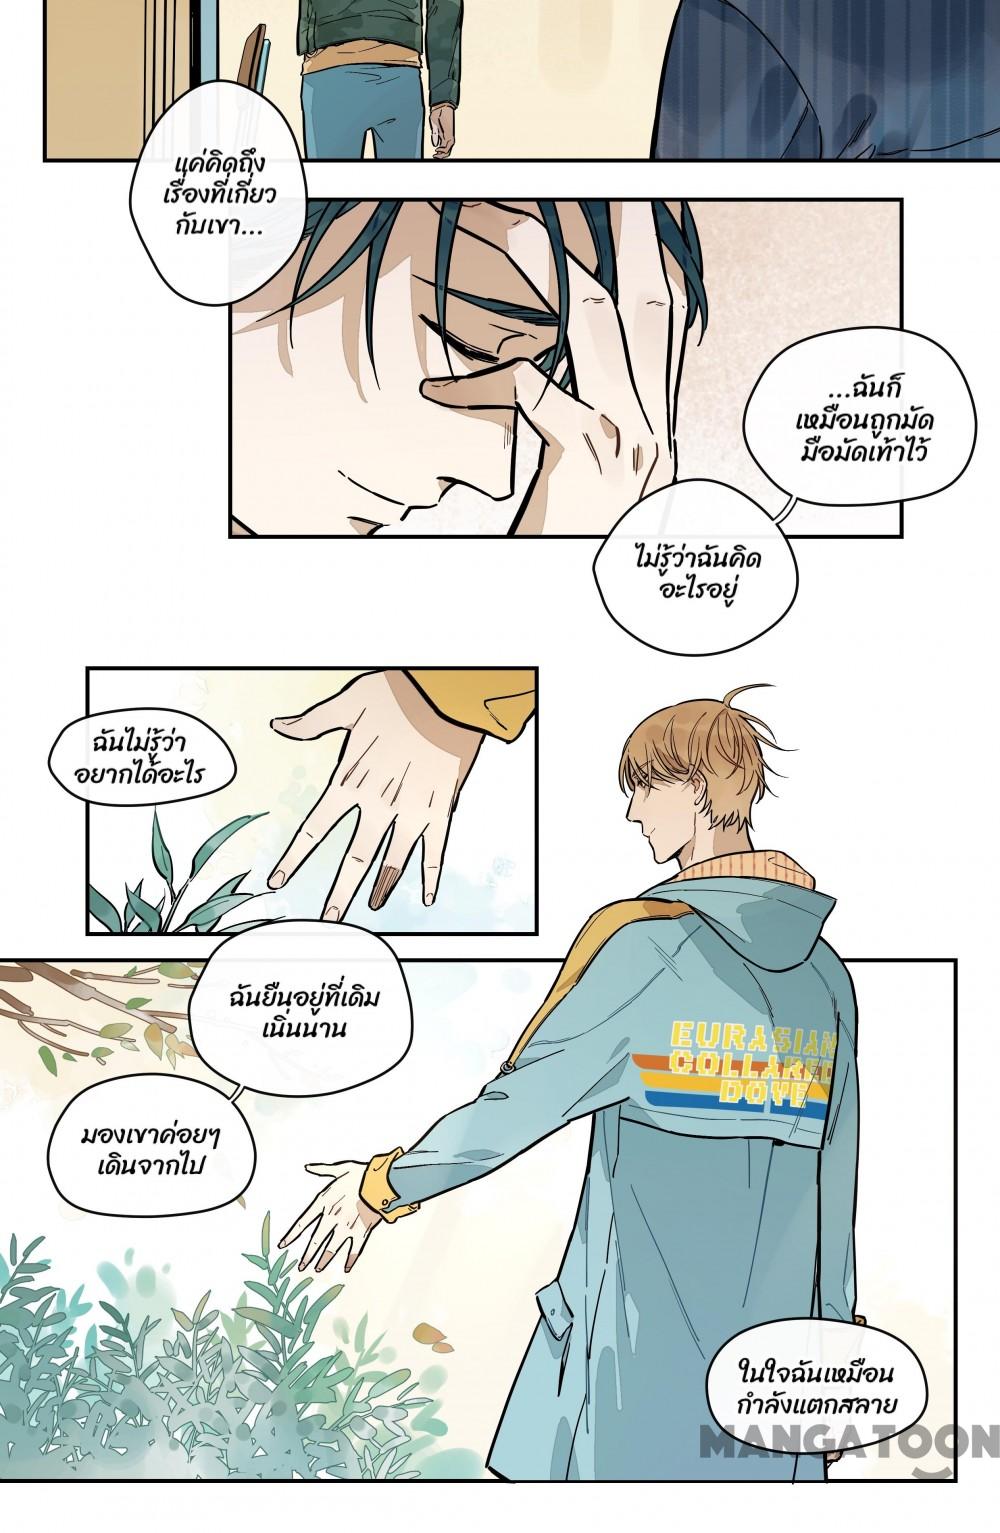 แค่คิดถึง
เรื่องที่เกี่ยว
กับเขา...
...ฉันก็
เหมือนถูกมัด
มือมัดเท้าไว้
ไม่รู้ว่าฉันคิด
อะไรอยู่
ฉันไม่รู้ว่า
อยากได้อะไร
ฉันยืนอยู่ที่เดิม
เนิ่นนาน
มองเขาค่อยๆ
เดินจากไป
EURASIAN
COLLARED
DOVE
ในใจฉันเหมือน
กำลังแตกสลาย
MANGATOON